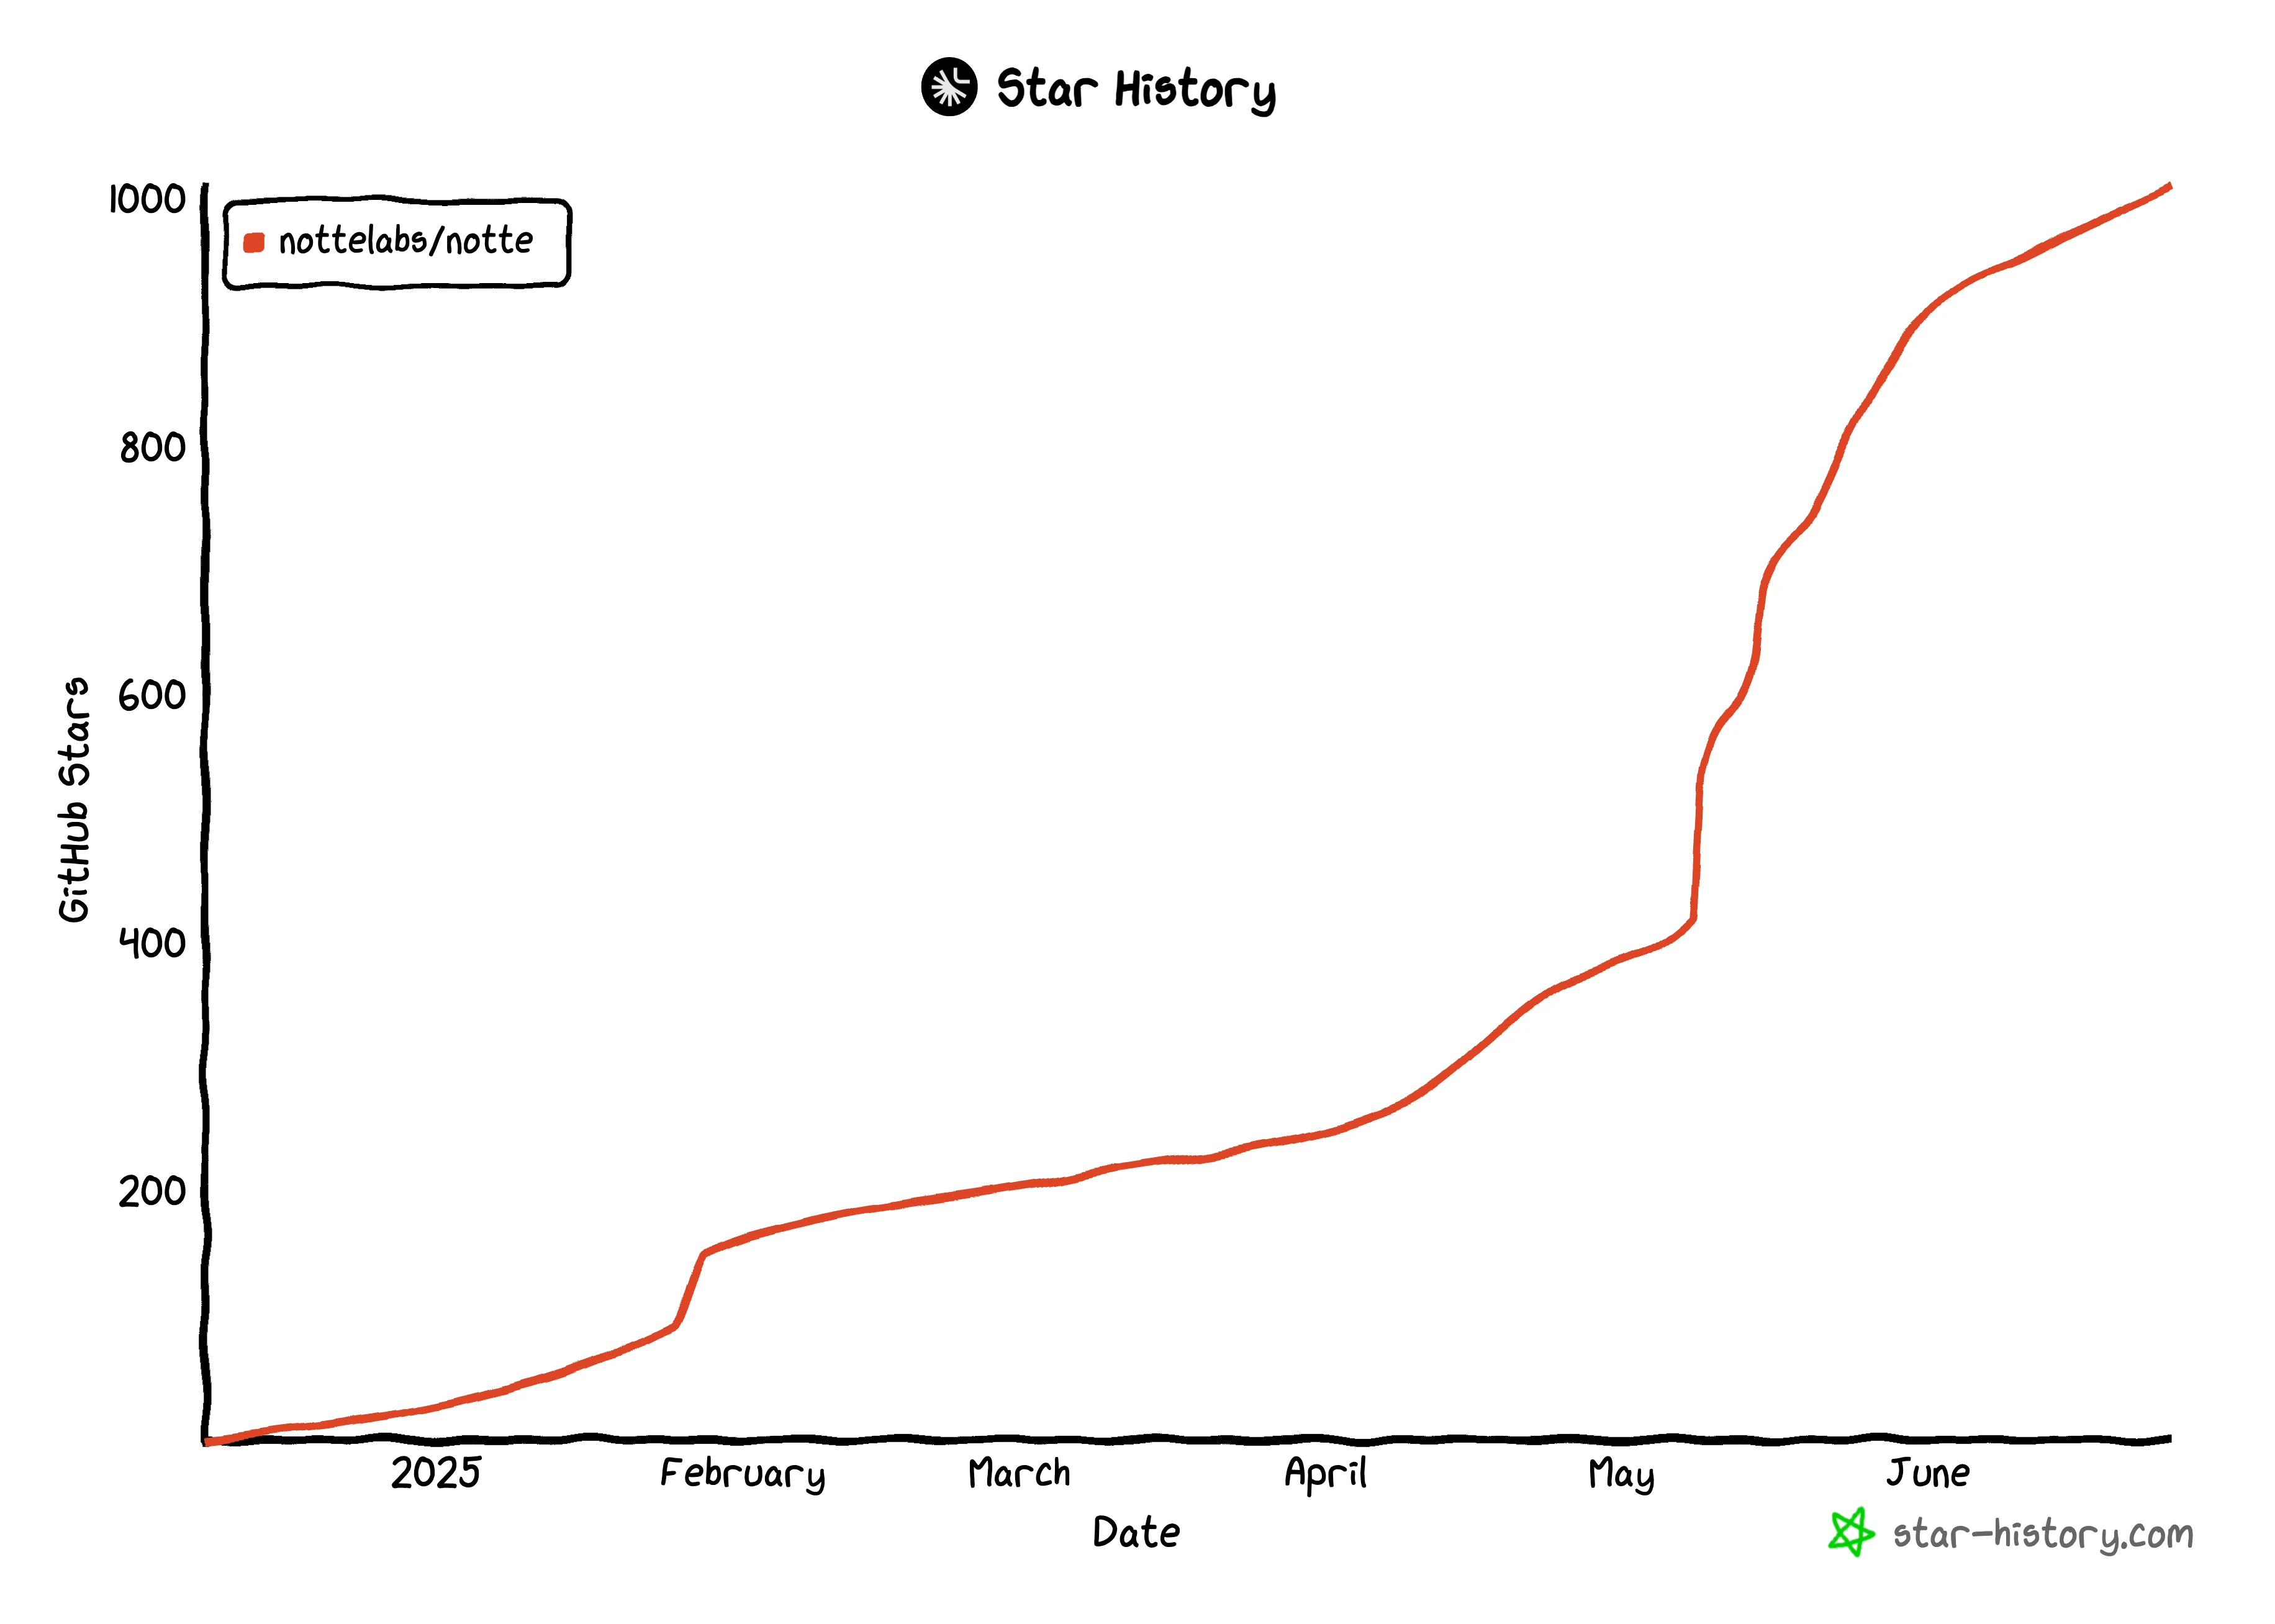 Star History
nottelabs/notte
1000
800
600
400
200
GitHub Stars
2025 February March April May June
Date
star-history.com